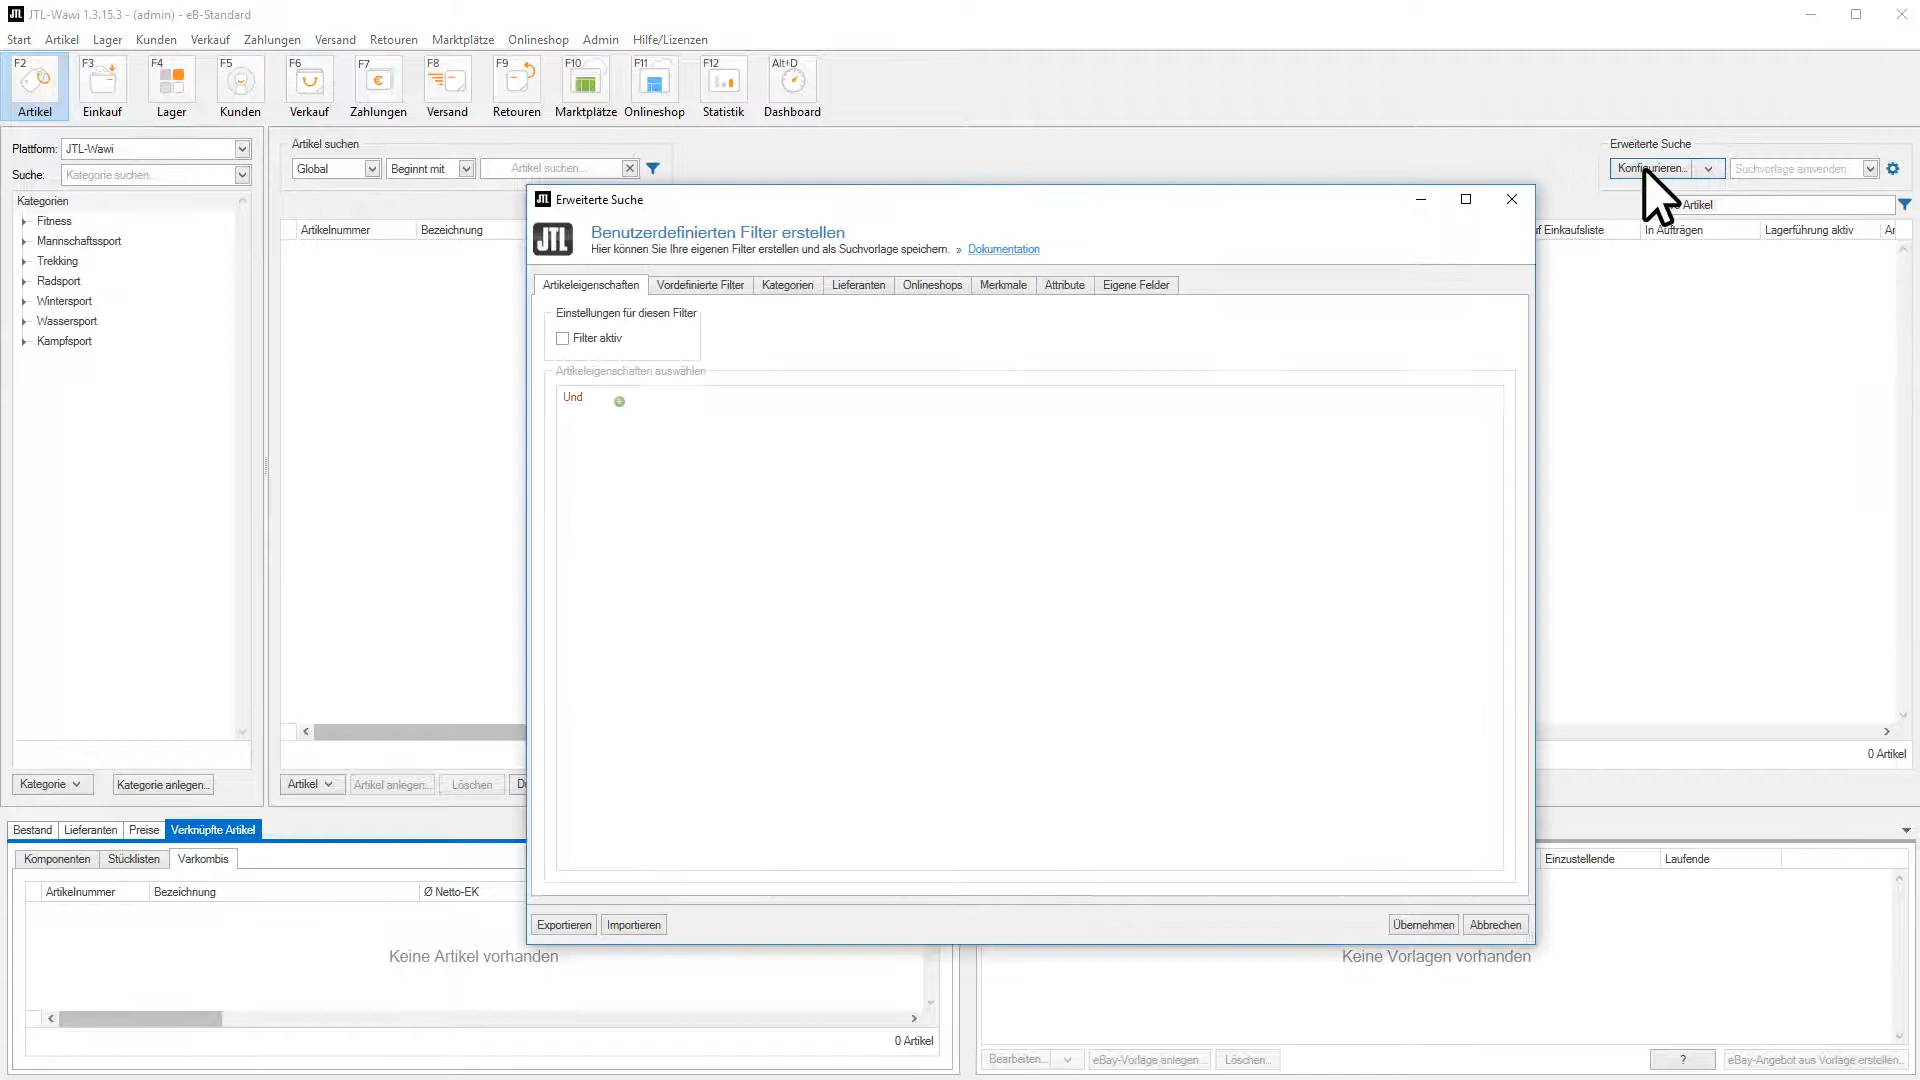 JTL JTL-Wawi 1.3.15.3 - (admin) - eB-Standard
Start Artikel Lager Kunden Verkauf Zahlungen Versand Retouren Marktplätze Onlineshop Admin Hilfe/Lizenzen
F2 F3 F4 F5 F6 F7 F8 F9 F10 F11 F12 Alt+D
Artikel Einkauf Lager Kunden Verkauf Zahlungen Versand Retouren Marktplätze Onlineshop Statistik Dashboard
Plattform: JTL-Wawi
Suche: Kategorie suchen...
Kategorien
Fitness
Mannschaftssport
Trekking
Radsport
Wintersport
Wassersport
Kampfsport
Kategorie Kategorie anlegen...
Artikel suchen
Global Beginnt mit Artikel suchen...
Erweiterte Suche
Konfigurieren... Suchvorlage anwenden
Artikel
Artikelnummer Bezeichnung
f Einkaufsliste In Aufträgen Lagerführung aktiv Ar
0 Artikel
Artikel Artikel anlegen... Löschen D
JTL Erweiterte Suche
JTL Benutzerdefinierten Filter erstellen
Hier können Sie Ihre eigenen Filter erstellen und als Suchvorlage speichern. » Dokumentation
Artikeleigenschaften Vordefinierte Filter Kategorien Lieferanten Onlineshops Merkmale Attribute Eigene Felder
Einstellungen für diesen Filter
Filter aktiv
Artikeleigenschaften auswählen
Und
Exportieren Importieren Übernehmen Abbrechen
Bestand Lieferanten Preise Verknüpfte Artikel
Komponenten Stücklisten Varkombis
Artikelnummer Bezeichnung Ø Netto-EK
Keine Artikel vorhanden
0 Artikel
Einzustellende Laufende
Keine Vorlagen vorhanden
Bearbeiten... eBay-Vorlage anlegen... Löschen... ? eBay-Angebot aus Vorlage erstellen...